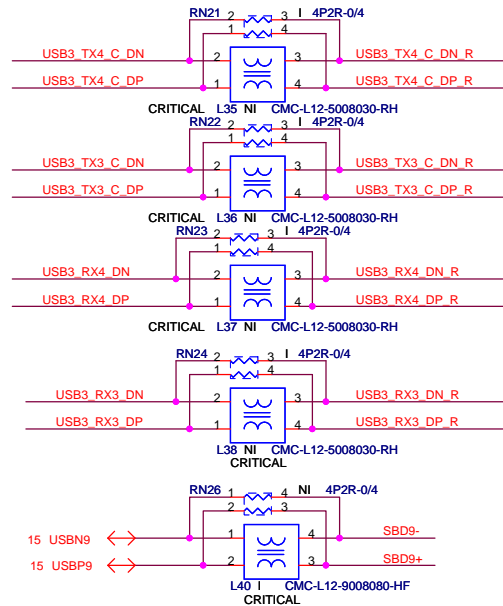 RN21 2 3 I 4P2R-0/4
1 4
USB3_TX4_C_DN 2 3 USB3_TX4_C_DN_R
USB3_TX4_C_DP 1 4 USB3_TX4_C_DP_R
CRITICAL L35 NI CMC-L12-5008030-RH
RN22 2 3 I 4P2R-0/4
1 4
USB3_TX3_C_DN 2 3 USB3_TX3_C_DN_R
USB3_TX3_C_DP 1 4 USB3_TX3_C_DP_R
CRITICAL L36 NI CMC-L12-5008030-RH
RN23 2 3 I 4P2R-0/4
1 4
USB3_RX4_DN 2 3 USB3_RX4_DN_R
USB3_RX4_DP 1 4 USB3_RX4_DP_R
CRITICAL L37 NI CMC-L12-5008030-RH
RN24 2 3 I 4P2R-0/4
1 4
USB3_RX3_DN 2 3 USB3_RX3_DN_R
USB3_RX3_DP 1 4 USB3_RX3_DP_R
L38 NI CMC-L12-5008030-RH
CRITICAL
RN26 1 4 NI 4P2R-0/4
2 3
15 USBN9 1 4 SBD9-
15 USBP9 2 3 SBD9+
L40 I CMC-L12-9008080-HF
CRITICAL